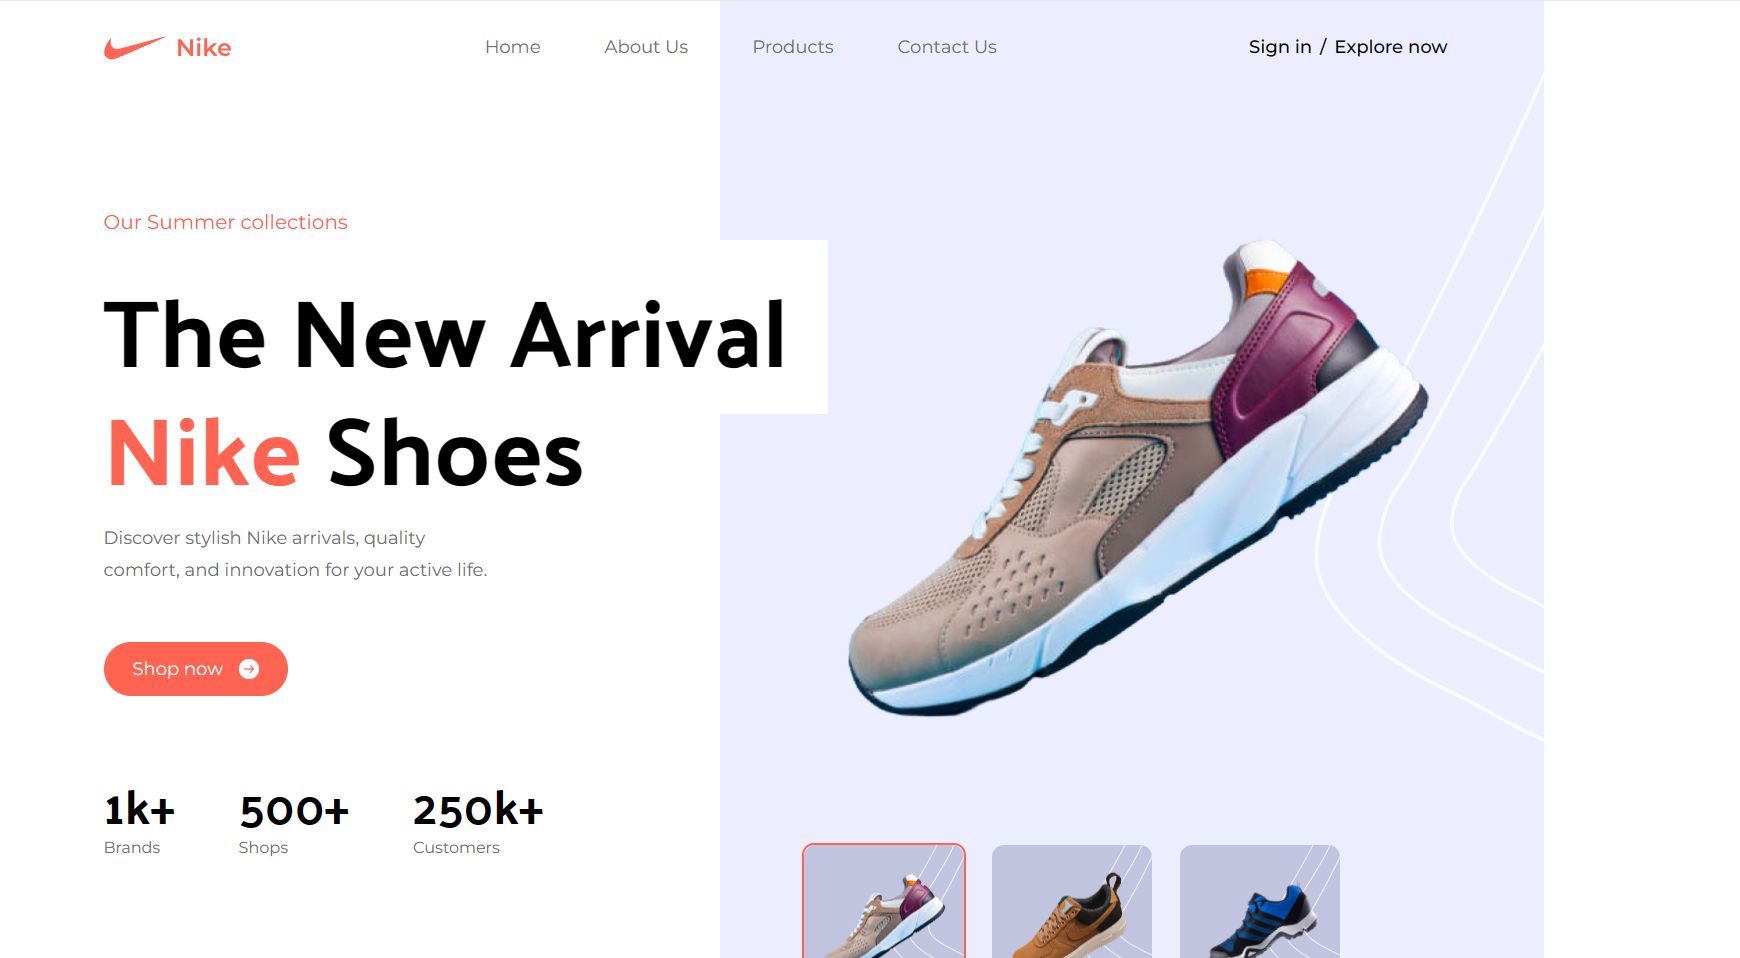 Nike
Home
About Us
Products
Contact Us
Sign in / Explore now
Our Summer collections
The New Arrival
Nike Shoes
Discover stylish Nike arrivals, quality
comfort, and innovation for your active life.
Shop now
1k+
Brands
500+
Shops
250k+
Customers